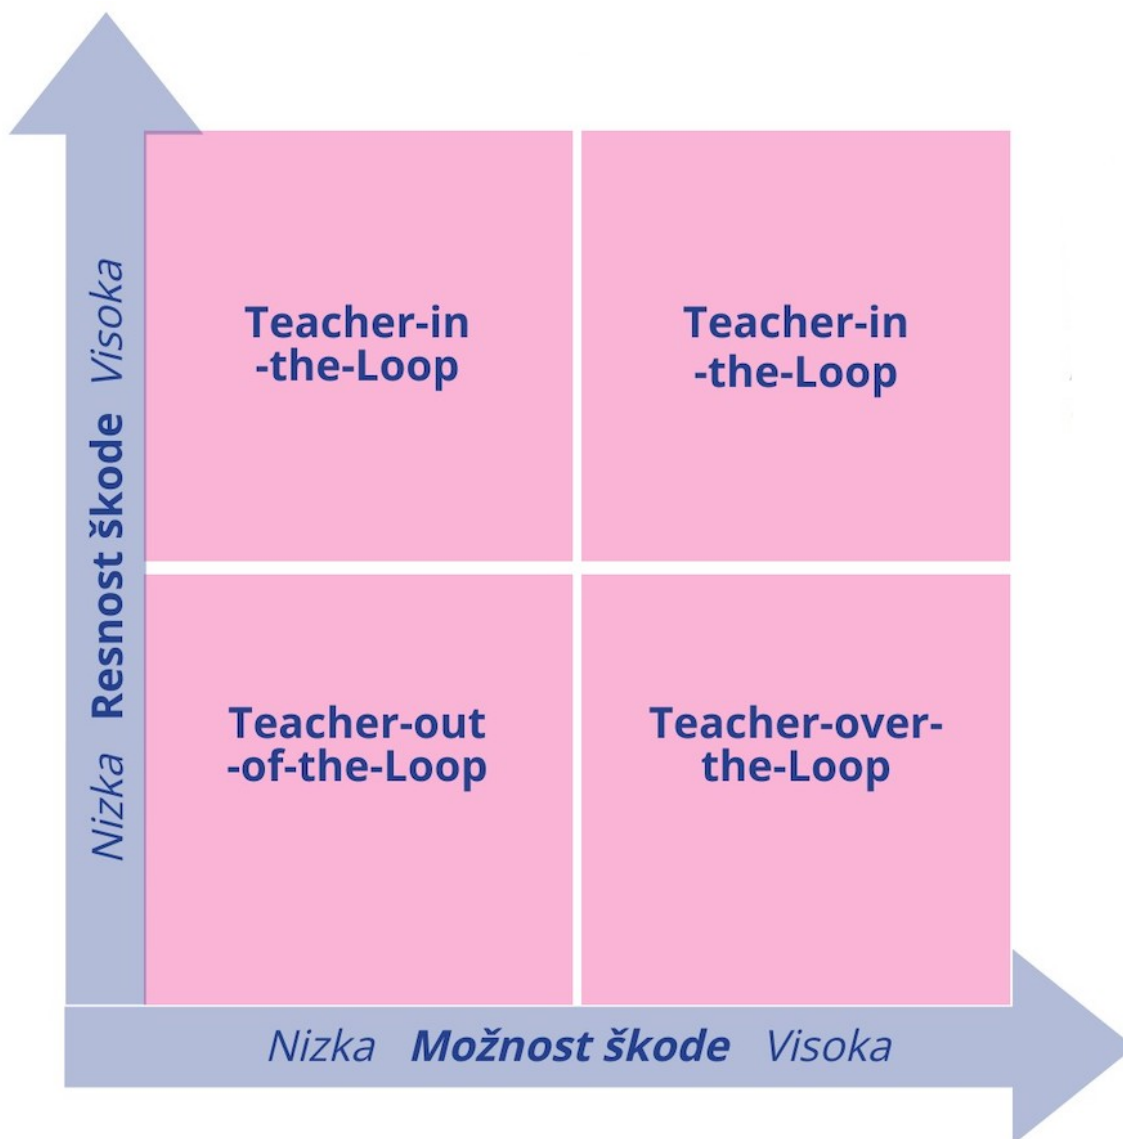 Teacher-in
-the-Loop
Teacher-in
-the-Loop
Nizka Resnost škode Visoka
Teacher-out
-of-the-Loop
Teacher-over-
the-Loop
Nizka Možnost škode Visoka